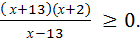 (x+13)(x+2)
x−13 ≥ 0.